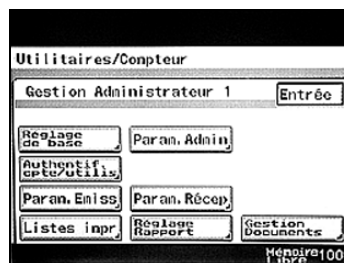 Utilitaires/Compteur
Gestion Administrateur 1
Entrée
Réglage
de base
Param. Admin
Authentif.
cpte/utilis
Param. Emiss
Param. Récep
Listes impr
Réglage
Rapport
Gestion
Documents
Mémoire 100
Libre